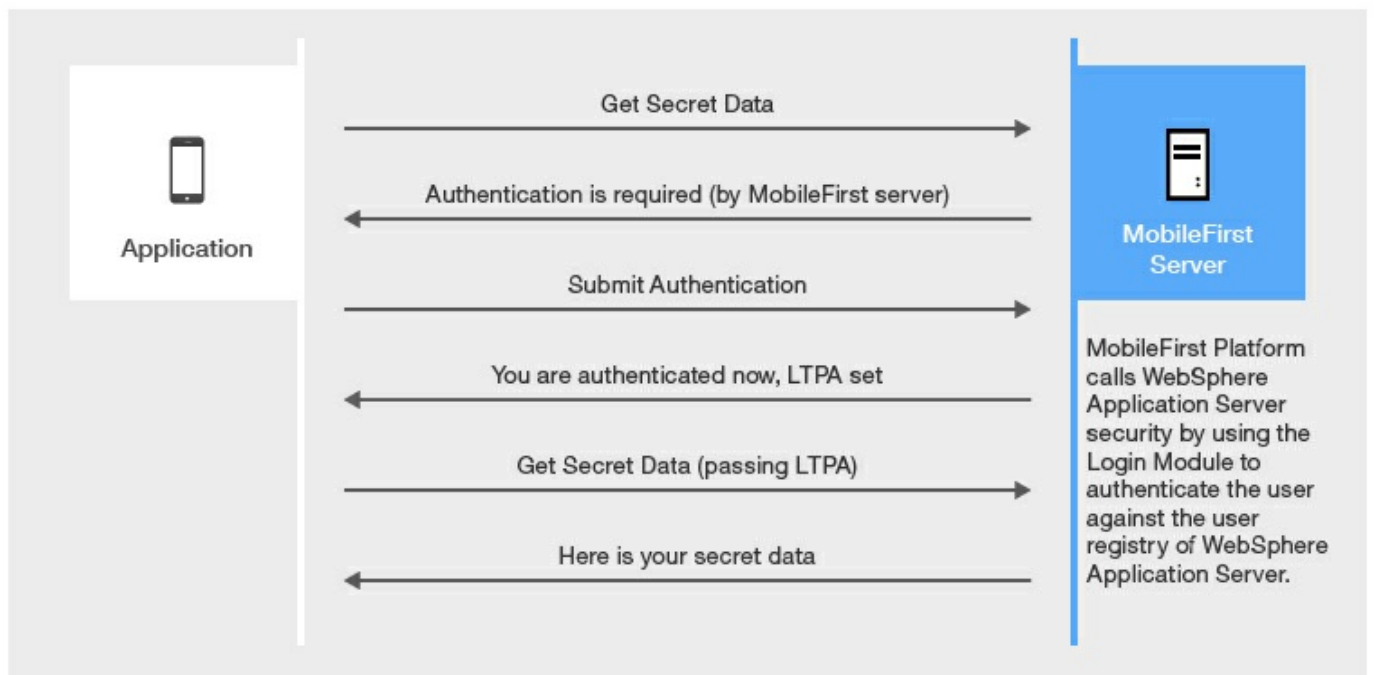 Get Secret Data
Authentication is required (by MobileFirst server)
Application
MobileFirst
Server
Submit Authentication
You are authenticated now, LTPA set
Get Secret Data (passing LTPA)
Here is your secret data
MobileFirst Platform
calls WebSphere
Application Server
security by using the
Login Module to
authenticate the user
against the user
registry of WebSphere
Application Server.